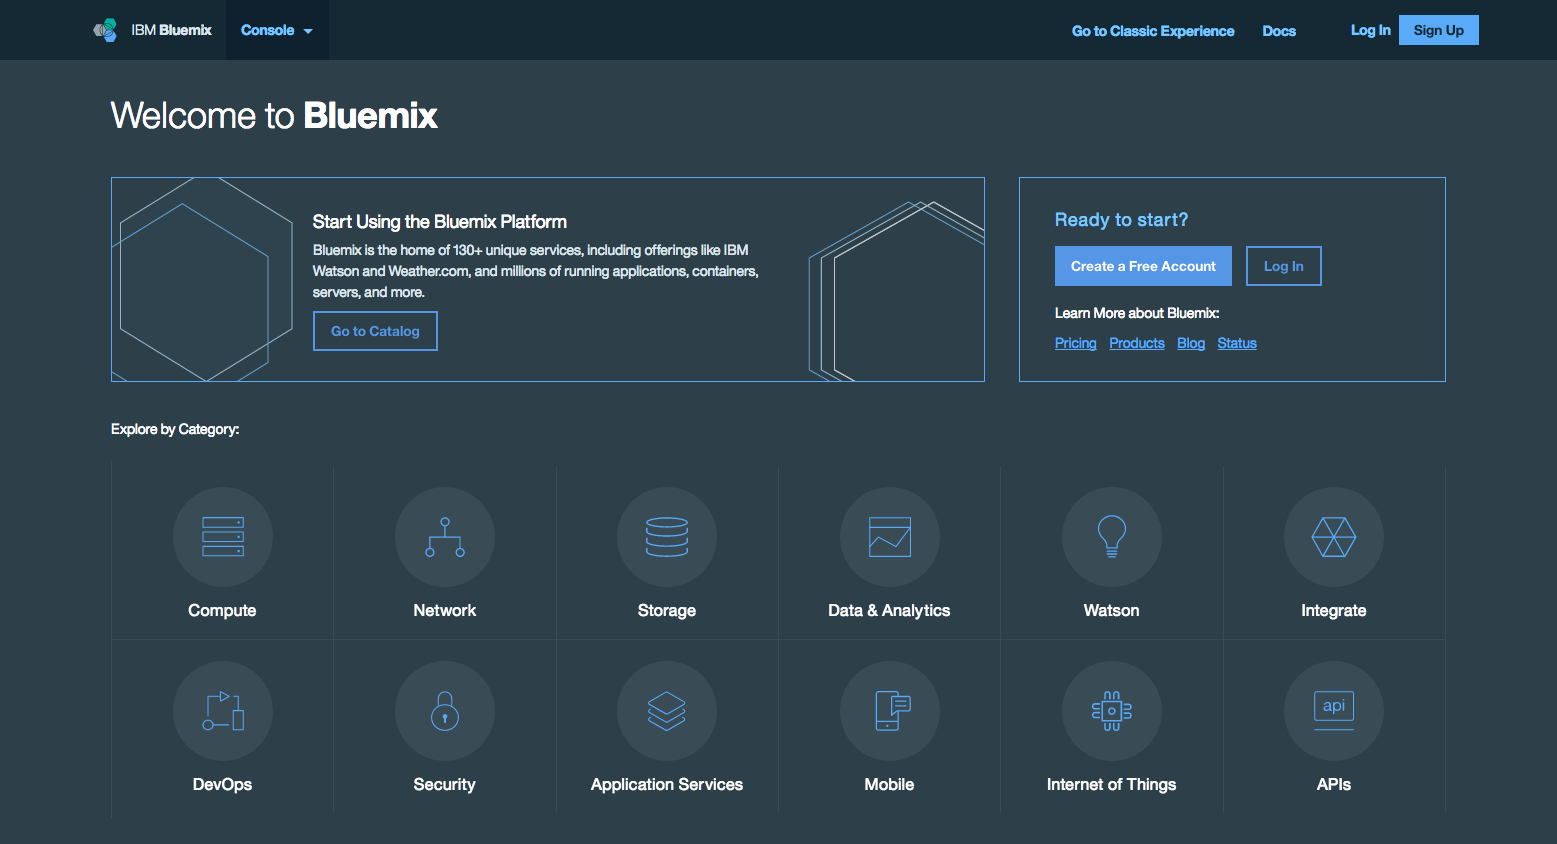 IBM Bluemix
Console
Go to Classic Experience
Docs
Log In
Sign Up
Welcome to Bluemix
Start Using the Bluemix Platform
Bluemix is the home of 130+ unique services, including offerings like IBM
Watson and Weather.com, and millions of running applications, containers,
servers, and more.
Go to Catalog
Ready to start?
Create a Free Account
Log In
Learn More about Bluemix:
Pricing Products Blog Status
Explore by Category:
Compute
Network
Storage
Data & Analytics
Watson
Integrate
DevOps
Security
Application Services
Mobile
Internet of Things
api
APIs